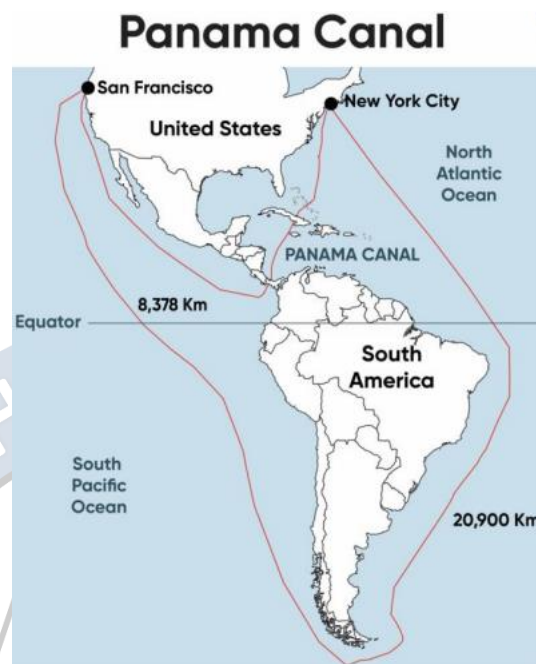 Panama Canal
San Francisco
New York City
United States
North
Atlantic
Ocean
PANAMA CANAL
8,378 Km
Equator
South
America
South
Pacific
Ocean
20,900 Km